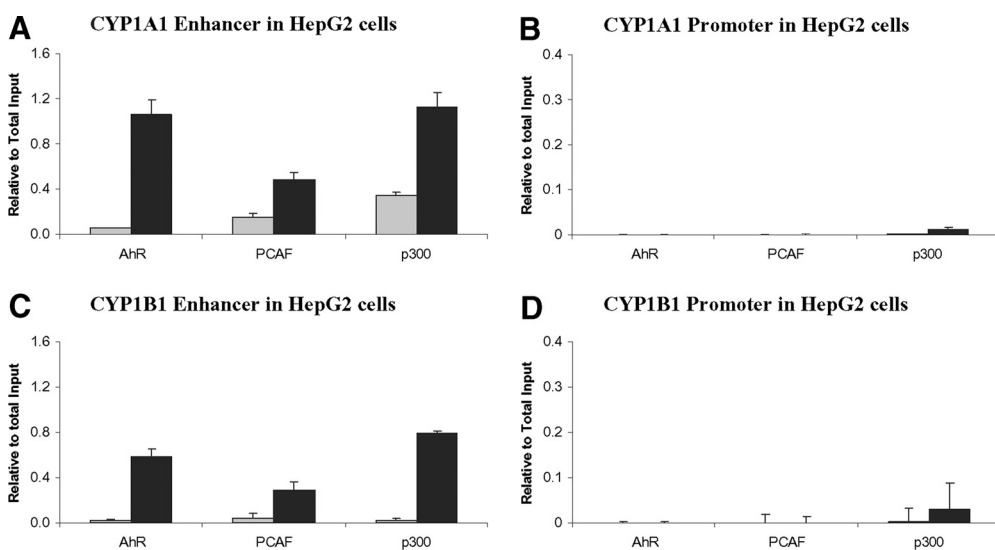 A
CYP1A1 Enhancer in HepG2 cells
Relative to Total Input
1.6
1.2
0.8
0.4
0.0
AhR
PCAF
p300
B
CYP1A1 Promoter in HepG2 cells
Relative to total Input
0.4
0.3
0.2
0.1
0
AhR
PCAF
p300
C
CYP1B1 Enhancer in HepG2 cells
Relative to total Input
1.6
1.2
0.8
0.4
0.0
AhR
PCAF
p300
D
CYP1B1 Promoter in HepG2 cells
Relative to Total Input
0.4
0.3
0.2
0.1
0.0
AhR
PCAF
p300